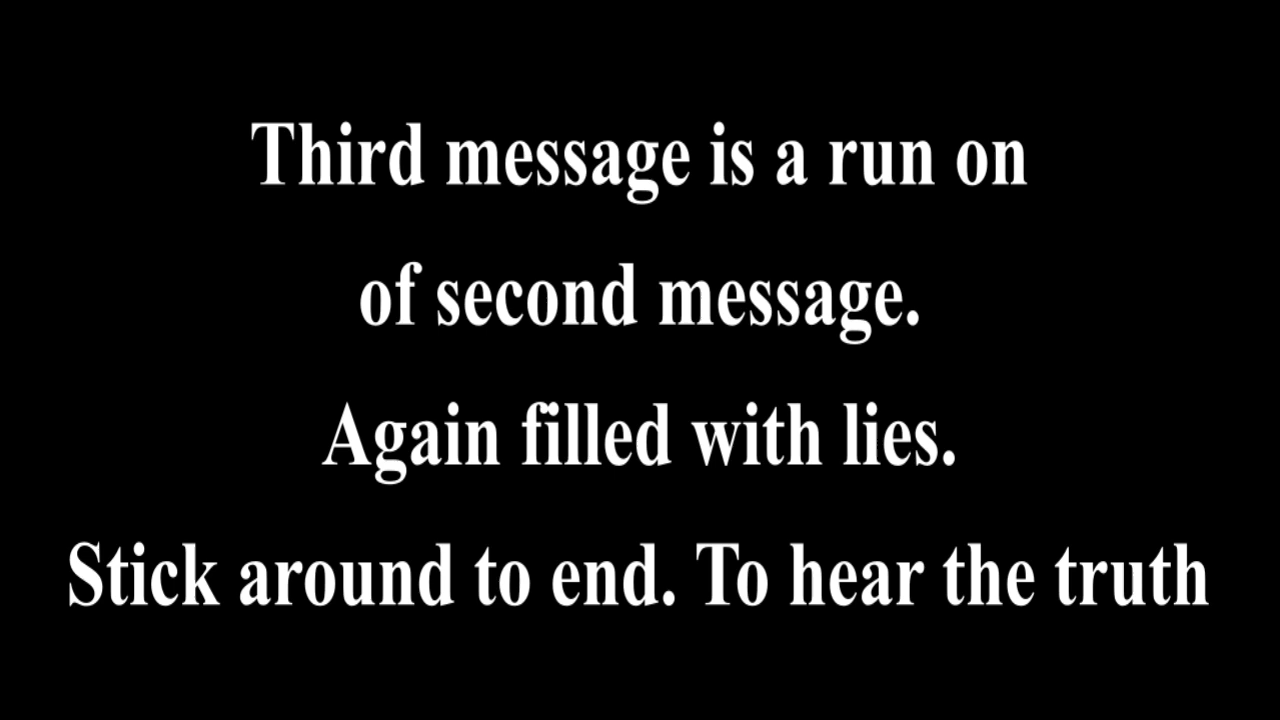 Third message is a run on
of second message.
Again filled with lies.
Stick around to end. To hear the truth